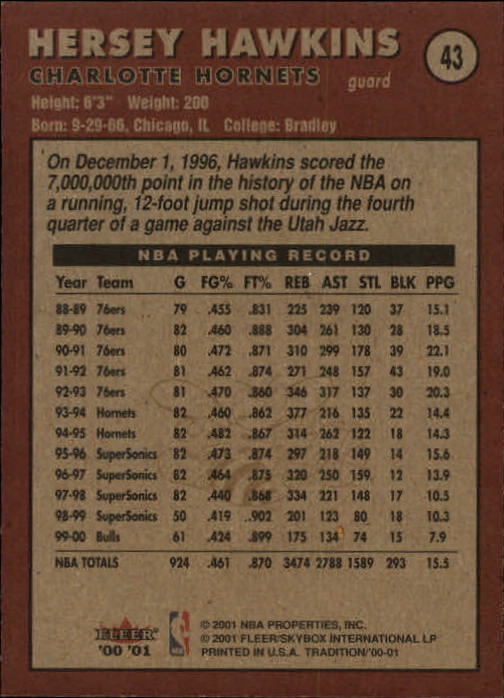 HERSEY HAWKINS
43
CHARLOTTE HORNETS guard
Height: 6'3" Weight: 200
Born: 9-29-66, Chicago, IL College: Bradley
On December 1, 1996, Hawkins scored the
7,000,000th point in the history of the NBA on
a running, 12-foot jump shot during the fourth
quarter of a game against the Utah Jazz.
NBA PLAYING RECORD
Year Team G FG% FT% REB AST STL BLK PPG
88-89 76ers 79 .455 .831 225 239 120 37 15.1
89-90 76ers 82 .460 .888 304 261 130 28 18.5
90-91 76ers 80 .472 .871 310 299 178 39 22.1
91-92 76ers 81 .462 .874 271 248 157 43 19.0
92-93 76ers 81 .470 .860 346 317 137 30 20.3
93-94 Hornets 82 .460 .862 377 216 135 22 14.4
94-95 Hornets 82 .482 .867 314 262 122 18 14.3
95-96 SuperSonics 82 .473 .874 297 218 149 14 15.6
96-97 SuperSonics 82 .464 .875 320 250 159 12 13.9
97-98 SuperSonics 82 .440 .868 334 221 148 17 10.5
98-99 SuperSonics 50 .419 ..902 201 123 80 18 10.3
99-00 Bulls 61 .424 .899 175 134 74 15 7.9
NBA TOTALS 924 .461 .870 3474 2788 1589 293 15.5
FLEER
'00 '01
© 2001 NBA PROPERTIES, INC.
© 2001 FLEER/SKYBOX INTERNATIONAL LP
PRINTED IN U.S.A. TRADITION/'00-01